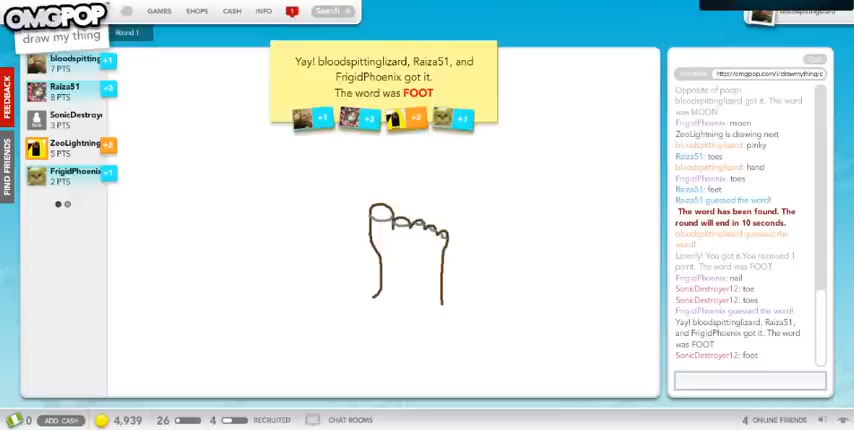 OMGPOP
draw my thing
GAMES SHOPS CASH INFO 1 Search
Round 1
FEEDBACK
FIND FRIENDS
bloodspitting +1
7 PTS
Raiza51 +3
8 PTS
SonicDestroye
3 PTS
ZeoLightning +2
5 PTS
FrigidPhoenix +1
2 PTS
Yay! bloodspittinglizard, Raiza51, and
FrigidPhoenix got it.
The word was FOOT
+1 +3 +2 +1
http://omgpop.com/i/drawmything/c
Opposite of poop!
bloodspittinglizard got it. The word
was MOON
FrigidPhoenix: moon
ZeoLightning is drawing next
bloodspittinglizard: pinky
Raiza51: toes
bloodspittinglizard: hand
FrigidPhoenix: toes
Raiza51: feet
Raiza51 guessed the word!
The word has been found. The
round will end in 10 seconds.
bloodspittinglizard guessed the
word!
Loverly! You got it.You received 1
point. The word was FOOT
FrigidPhoenix: nail
SonicDestroyer12: toe
SonicDestroyer12: toes
FrigidPhoenix guessed the word!
Yay! bloodspittinglizard, Raiza51,
and FrigidPhoenix got it. The word
was FOOT
SonicDestroyer12: foot
0 ADD CASH 4,939 26 4 RECRUITED CHAT ROOMS 4 ONLINE FRIENDS